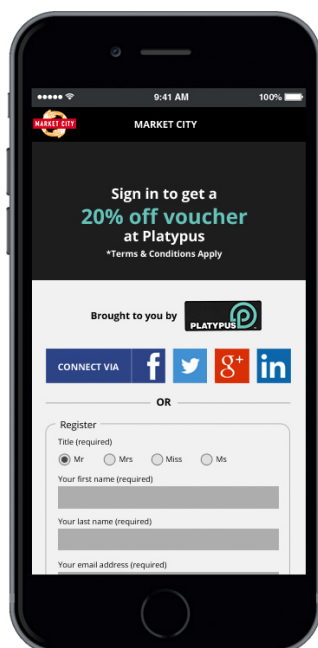 9:41 AM
100%
MARKET CITY
MARKET CITY
Sign in to get a
20% off voucher
at Platypus
*Terms & Conditions Apply
Brought to you by
PLATYPUS
CONNECT VIA
f
g+
in
OR
Register
Title (required)
Mr Mrs Miss Ms
Your first name (required)
Your last name (required)
Your email address (required)